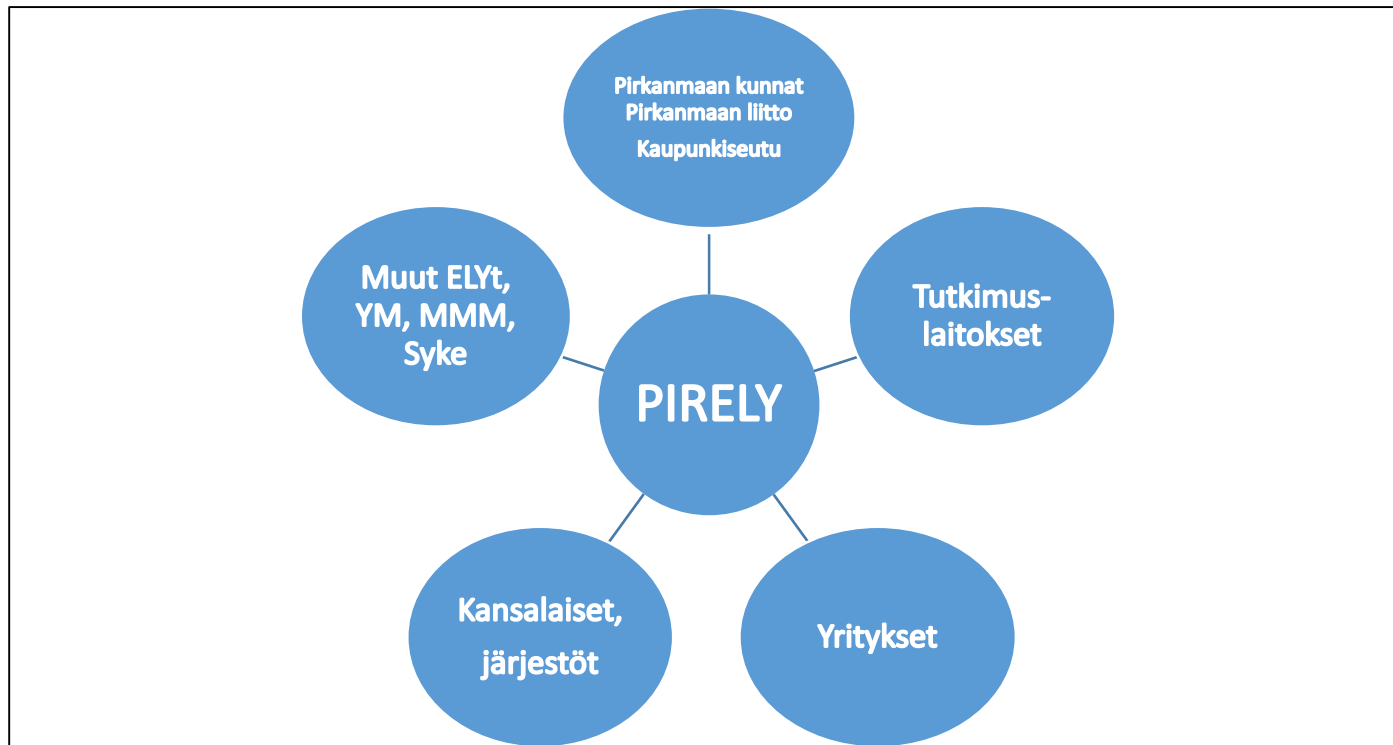 Pirkanmaan kunnat
Pirkanmaan liitto
Kaupunkiseutu
Muut ELYt,
YM, MMM,
Syke
Tutkimus-
laitokset
PIRELY
Kansalaiset,
järjestöt
Yritykset